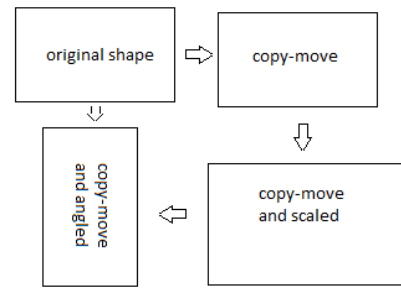 original shape
copy-move
copy-move
and scaled
copy-move
and angled